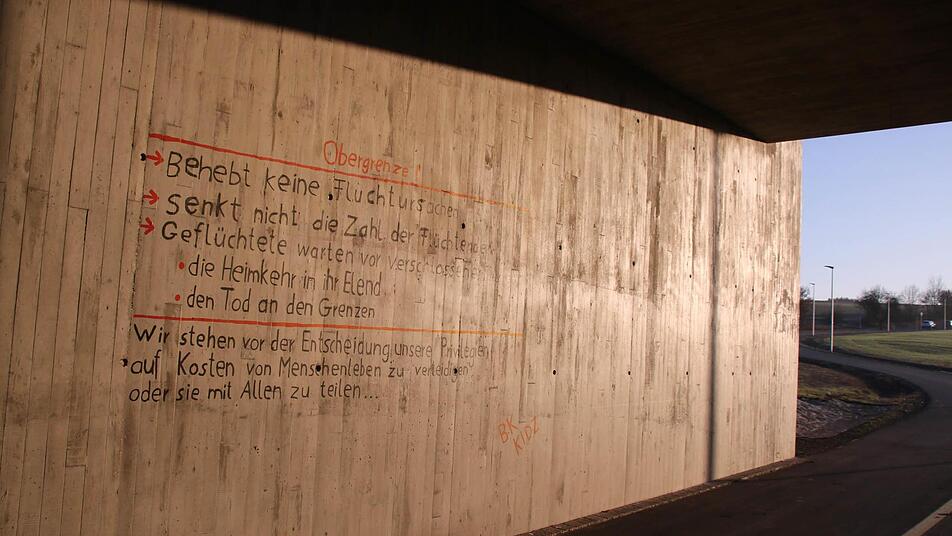 Obergrenze!
→ Behebt keine Fluchtursachen
→ senkt nicht die Zahl der Flüchtenden
→ Geflüchtete warten vor verschlossenen
• die Heimkehr in ihr Elend
• den Tod an den Grenzen
Wir stehen vor der Entscheidung, unsere Privilegien
auf Kosten von Menschenleben zu verteidigen
oder sie mit Allen zu teilen...
BK
KIDZ